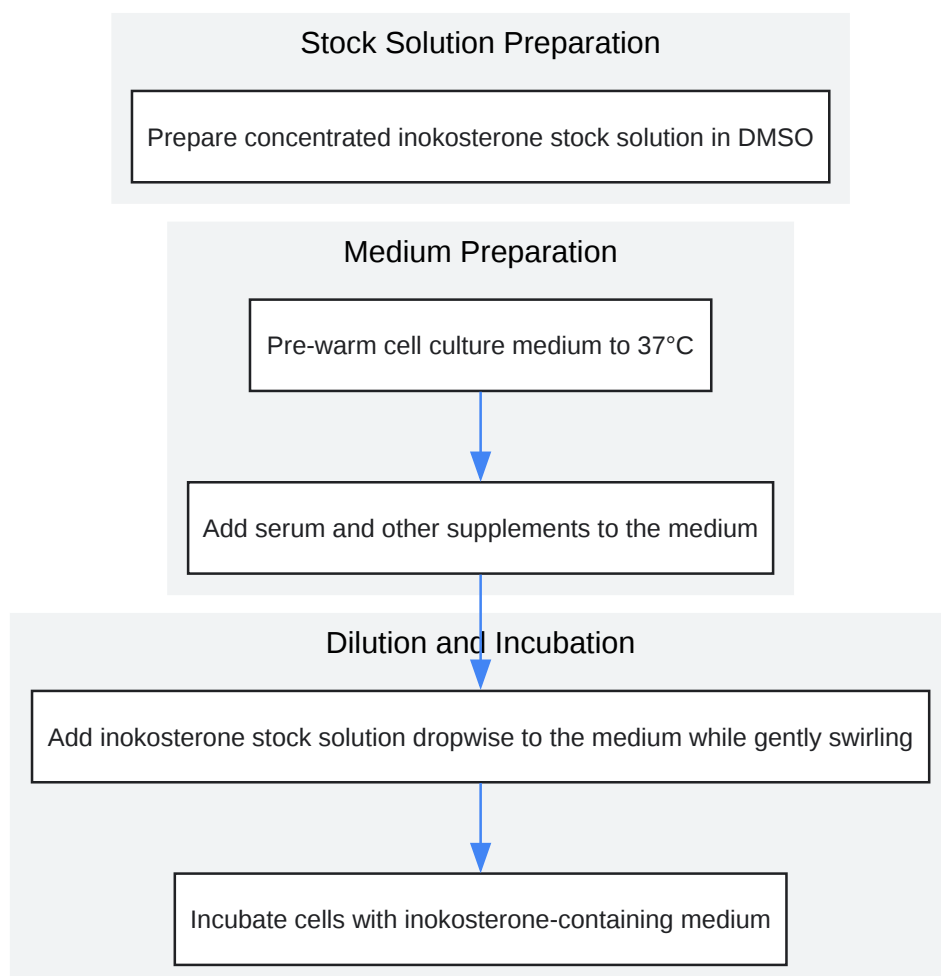 Stock Solution Preparation
Prepare concentrated inokosterone stock solution in DMSO
Medium Preparation
Pre-warm cell culture medium to 37°C
Add serum and other supplements to the medium
Dilution and Incubation
Add inokosterone stock solution dropwise to the medium while gently swirling
Incubate cells with inokosterone-containing medium